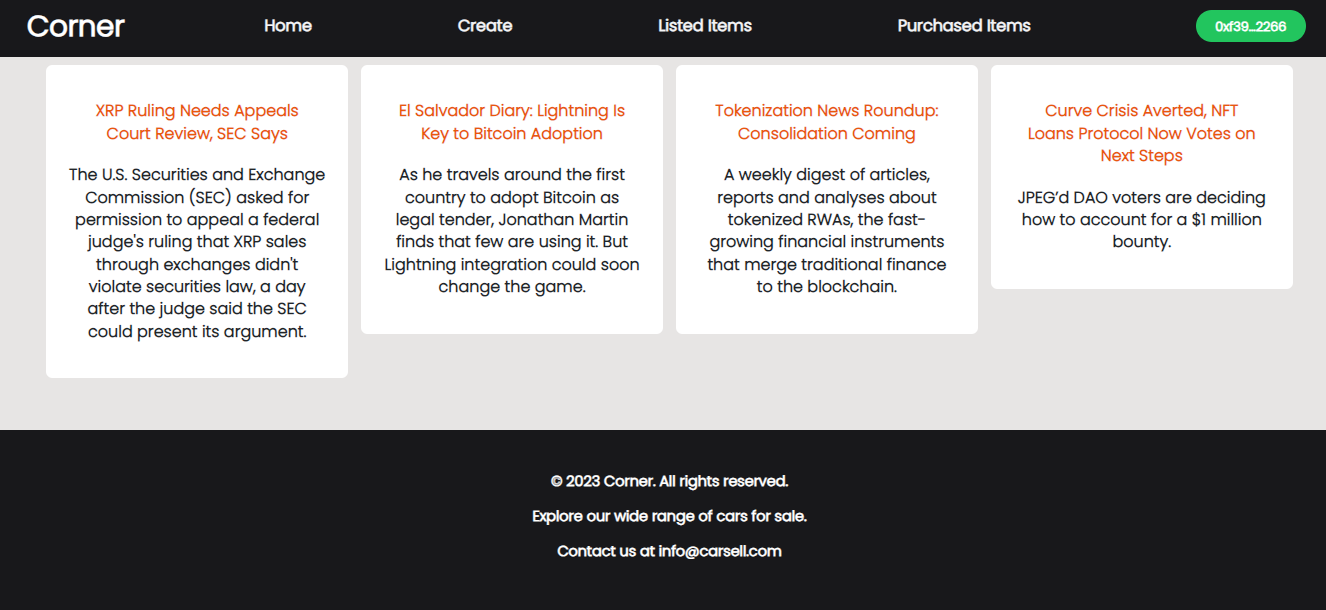 Corner
Home
Create
Listed Items
Purchased Items
0xf39...2266
XRP Ruling Needs Appeals
Court Review, SEC Says
The U.S. Securities and Exchange
Commission (SEC) asked for
permission to appeal a federal
judge's ruling that XRP sales
through exchanges didn't
violate securities law, a day
after the judge said the SEC
could present its argument.
El Salvador Diary: Lightning Is
Key to Bitcoin Adoption
As he travels around the first
country to adopt Bitcoin as
legal tender, Jonathan Martin
finds that few are using it. But
Lightning integration could soon
change the game.
Tokenization News Roundup:
Consolidation Coming
A weekly digest of articles,
reports and analyses about
tokenized RWAs, the fast-
growing financial instruments
that merge traditional finance
to the blockchain.
Curve Crisis Averted, NFT
Loans Protocol Now Votes on
Next Steps
JPEG’d DAO voters are deciding
how to account for a $1 million
bounty.
© 2023 Corner. All rights reserved.
Explore our wide range of cars for sale.
Contact us at info@carsell.com